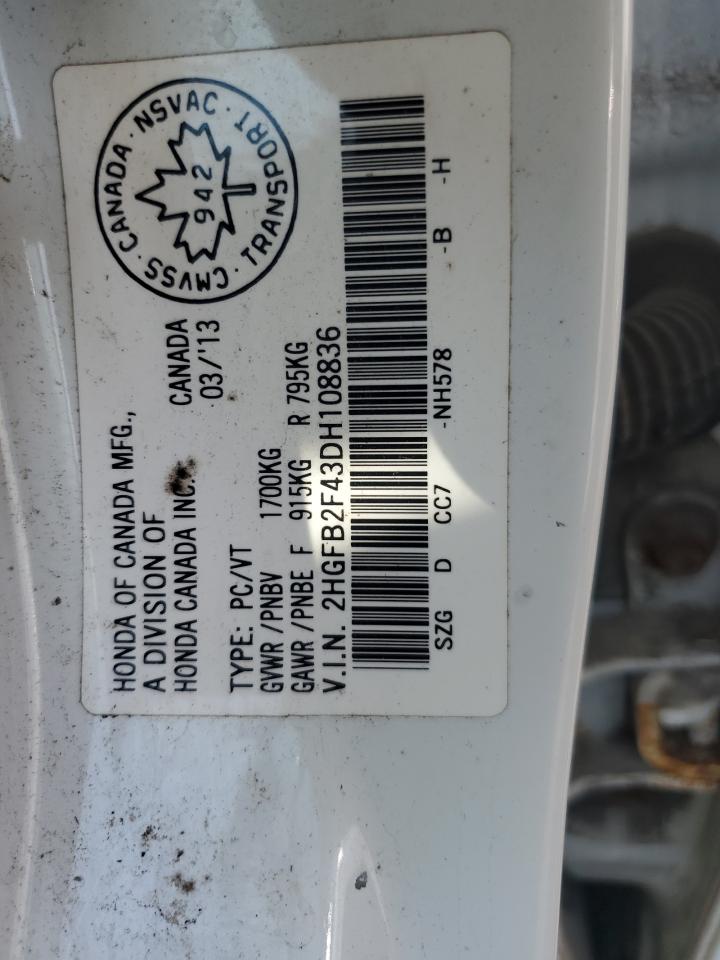 HONDA OF CANADA MFG.,
A DIVISION OF
HONDA CANADA INC.
CANADA
03/'13
CMVSS · CANADA · NSVAC · TRANSPORT ·
942
TYPE: PC/VT
GVWR /PNBV 1700KG
GAWR /PNBE F 915KG R 795KG
V.I.N. 2HGFB2F43DH108836
SZG D CC7 -NH578 -B -H